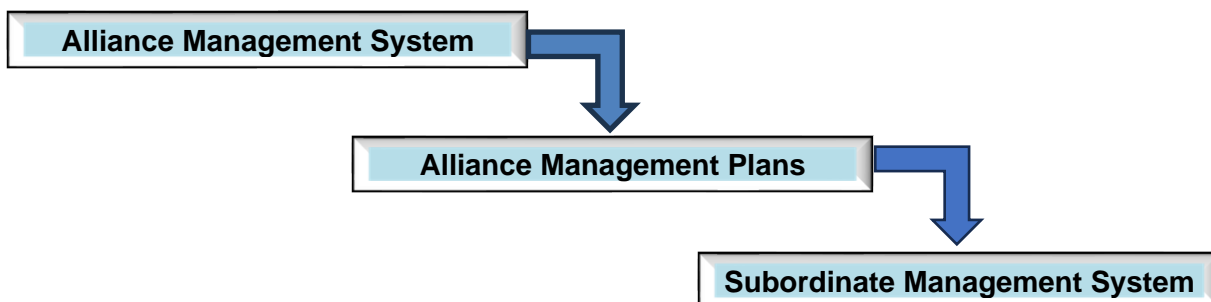 Alliance Management System
Alliance Management Plans
Subordinate Management System